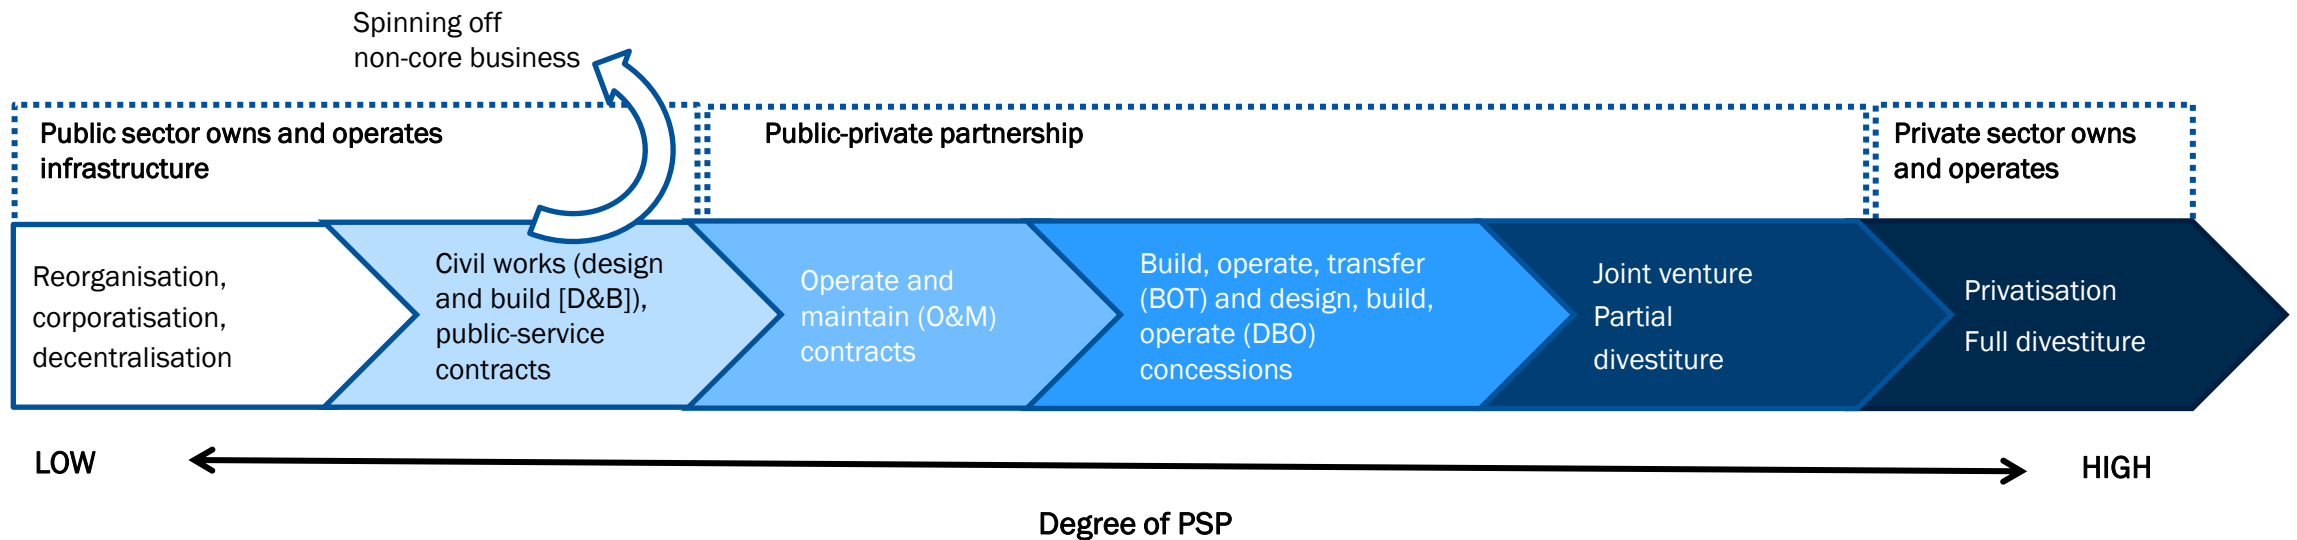 Spinning off
non-core business
Public sector owns and operates
infrastructure
Public-private partnership
Private sector owns
and operates
Reorganisation,
corporatisation,
decentralisation
Civil works (design
and build [D&B]),
public-service
contracts
Operate and
maintain (O&M)
contracts
Build, operate, transfer
(BOT) and design, build,
operate (DBO)
concessions
Joint venture
Partial
divestiture
Privatisation
Full divestiture
LOW
HIGH
Degree of PSP